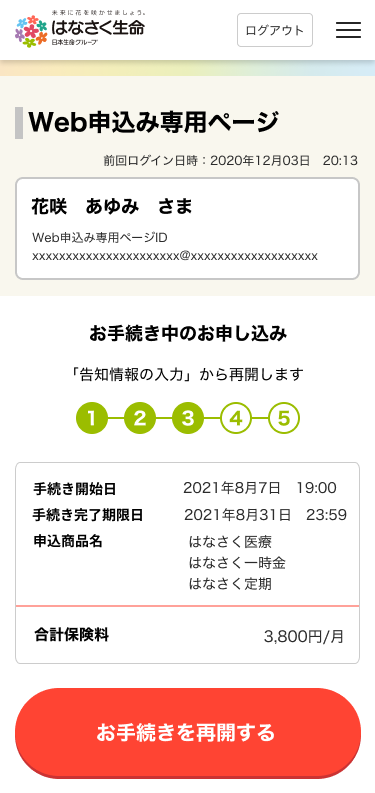 未来に花を咲かせましょう。
はなさく生命
日本生命グループ
ログアウト
Web申込み専用ページ
前回ログイン日時：2020年12月03日　20:13
花咲　あゆみ　さま
Web申込み専用ページID
xxxxxxxxxxxxxxxxxxxxxx@xxxxxxxxxxxxxxxxxxx
お手続き中のお申し込み
「告知情報の入力」から再開します
1 2 3 4 5
手続き開始日 2021年8月7日　19:00
手続き完了期限日 2021年8月31日　23:59
申込商品名 はなさく医療
はなさく一時金
はなさく定期
合計保険料 3,800円/月
お手続きを再開する